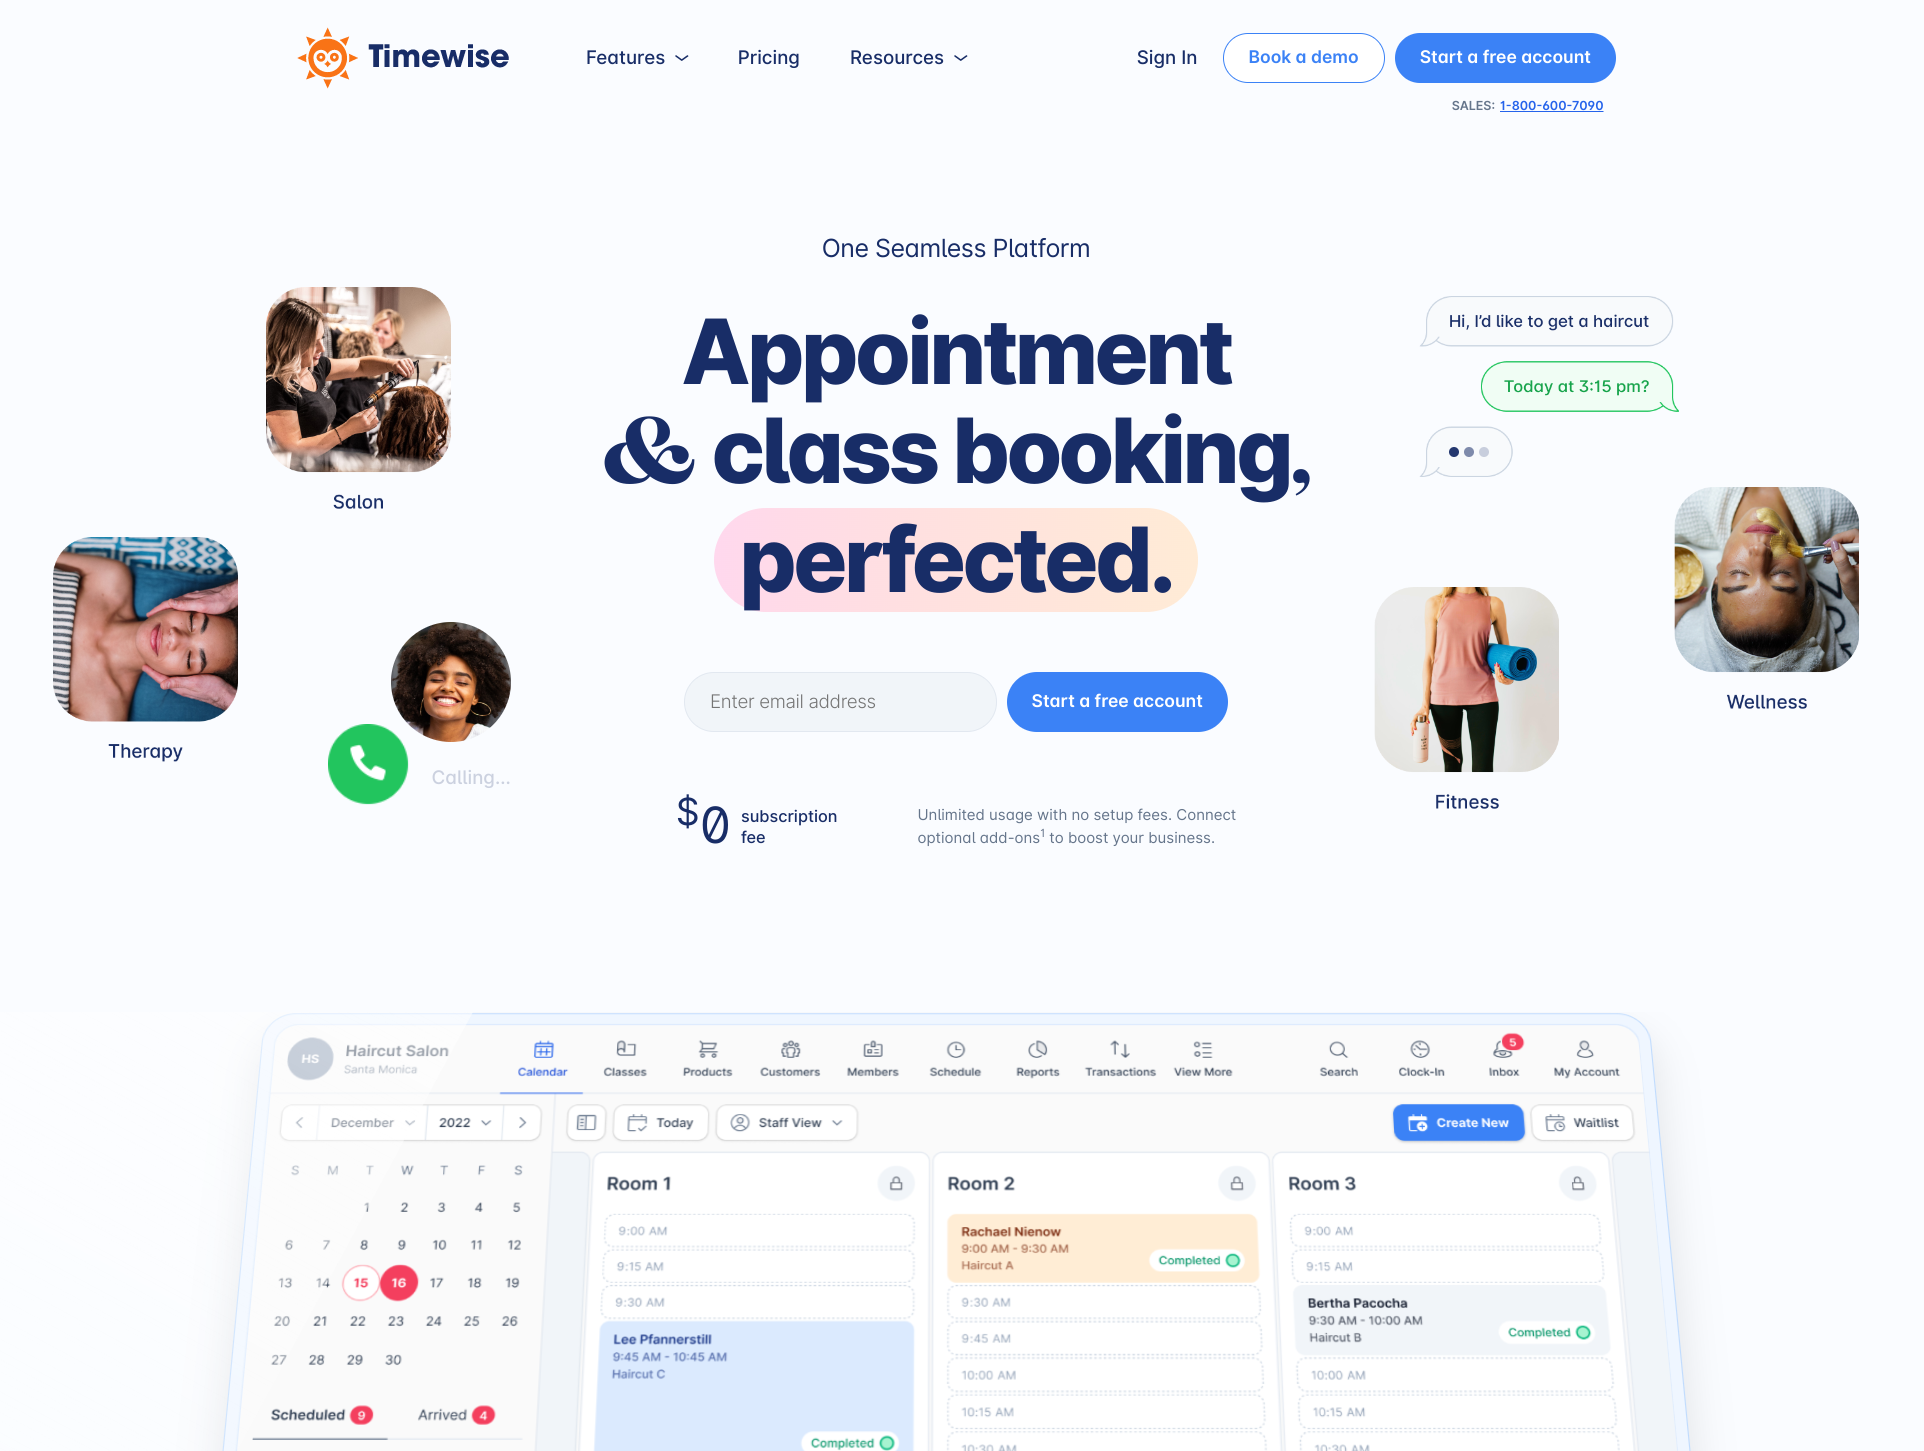 Timewise
Features
Pricing
Resources
Sign In
Book a demo
Start a free account
SALES: 1-800-600-7090
One Seamless Platform
Appointment
& class booking,
perfected.
Salon
Therapy
Calling...
Hi, I'd like to get a haircut
Today at 3:15 pm?
Wellness
Fitness
Enter email address
Start a free account
$0 subscription
fee
Unlimited usage with no setup fees. Connect
optional add-ons1 to boost your business.
HS
Haircut Salon
Santa Monica
Calendar
Classes
Products
Customers
Members
Schedule
Reports
Transactions
View More
Search
Clock-In
5
Inbox
My Account
December
2022
Today
Staff View
Create New
Waitlist
S M T W T F S
1 2 3 4 5
6 7 8 9 10 11 12
13 14 15 16 17 18 19
20 21 22 23 24 25 26
27 28 29 30
Scheduled 9
Arrived 4
Room 1
9:00 AM
9:15 AM
9:30 AM
Lee Pfannerstill
9:45 AM - 10:45 AM
Haircut C
Completed
Room 2
Rachael Nienow
9:00 AM - 9:30 AM
Haircut A
Completed
9:30 AM
9:45 AM
10:00 AM
10:15 AM
10:30 AM
Room 3
9:00 AM
9:15 AM
Bertha Pacocha
9:30 AM - 10:00 AM
Haircut B
Completed
10:00 AM
10:15 AM
10:30 AM